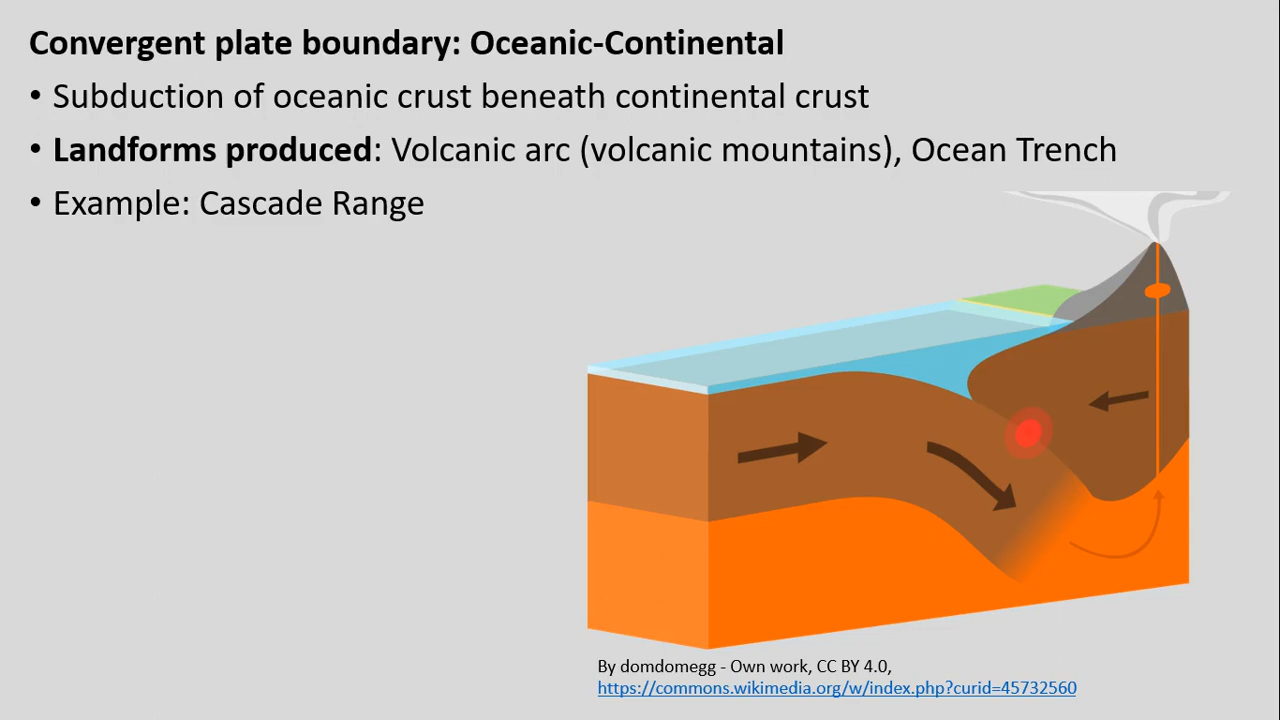 Convergent plate boundary: Oceanic-Continental
• Subduction of oceanic crust beneath continental crust
• Landforms produced: Volcanic arc (volcanic mountains), Ocean Trench
• Example: Cascade Range
By domdomegg - Own work, CC BY 4.0,
https://commons.wikimedia.org/w/index.php?curid=45732560